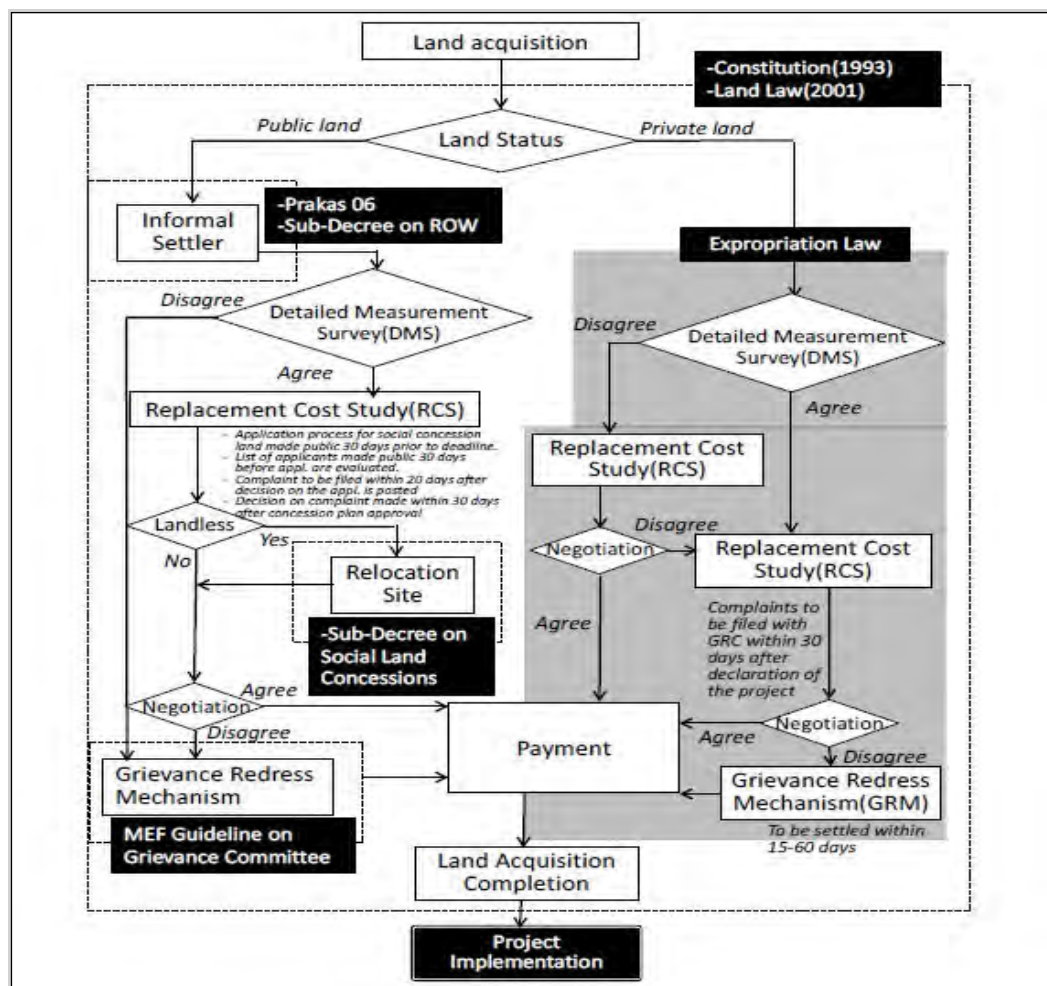 Land acquisition
-Constitution(1993)
-Land Law(2001)
Public land
Land Status
Private land
Informal
Settler
-Prakas 06
-Sub-Decree on ROW
Expropriation Law
Disagree
Detailed Measurement
Survey(DMS)
Agree
Disagree
Detailed Measurement
Survey(DMS)
Agree
Replacement Cost Study(RCS)
- Application process for social concession
land made public 30 days prior to deadline.
- List of applicants made public 30 days
before appl. are evaluated.
- Complaint to be filed within 20 days after
decision on the appl. is posted
- Decision on complaint made within 30 days
after concession plan approval
Replacement Cost
Study(RCS)
Landless
Yes
No
Relocation
Site
-Sub-Decree on
Social Land
Concessions
Negotiation
Disagree
Replacement Cost
Study(RCS)
Agree
Complaints to
be filed with
GRC within 30
days after
declaration of
the project
Negotiation
Agree
Disagree
Payment
Negotiation
Agree
Disagree
Grievance Redress
Mechanism
MEF Guideline on
Grievance Committee
Grievance Redress
Mechanism(GRM)
To be settled within
15-60 days
Land Acquisition
Completion
Project
Implementation